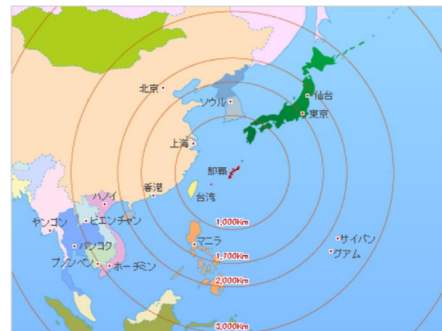 北京
ソウル
仙台
東京
上海
那覇
香港
台湾
ハノイ
ヤンゴン
ビエンチャン
バンコク
プノンペン
ホーチミン
マニラ
サイパン
グアム
1,000km
1,700km
2,000km
3,000km